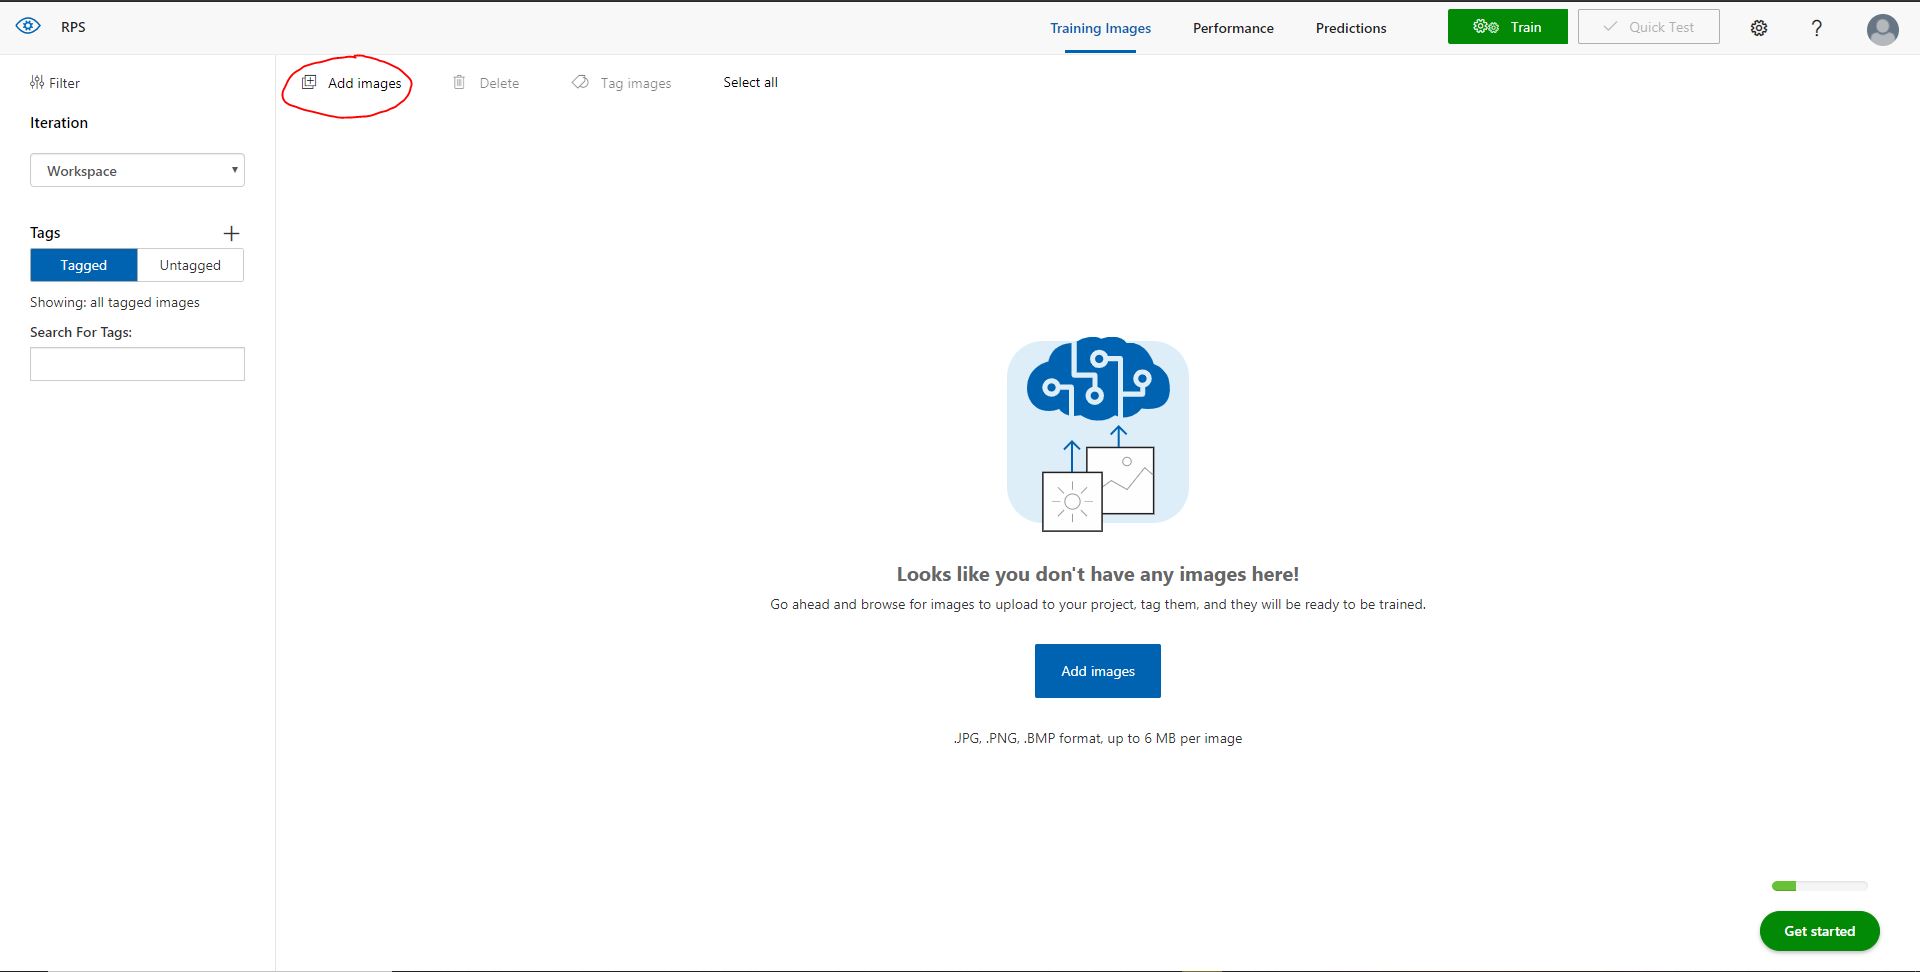 RPS
Training Images
Performance
Predictions
Train
Quick Test
?
Filter
Add images
Delete
Tag images
Select all
Iteration
Workspace
Tags
Tagged
Untagged
Showing: all tagged images
Search For Tags:
Looks like you don't have any images here!
Go ahead and browse for images to upload to your project, tag them, and they will be ready to be trained.
Add images
.JPG, .PNG, .BMP format, up to 6 MB per image
Get started